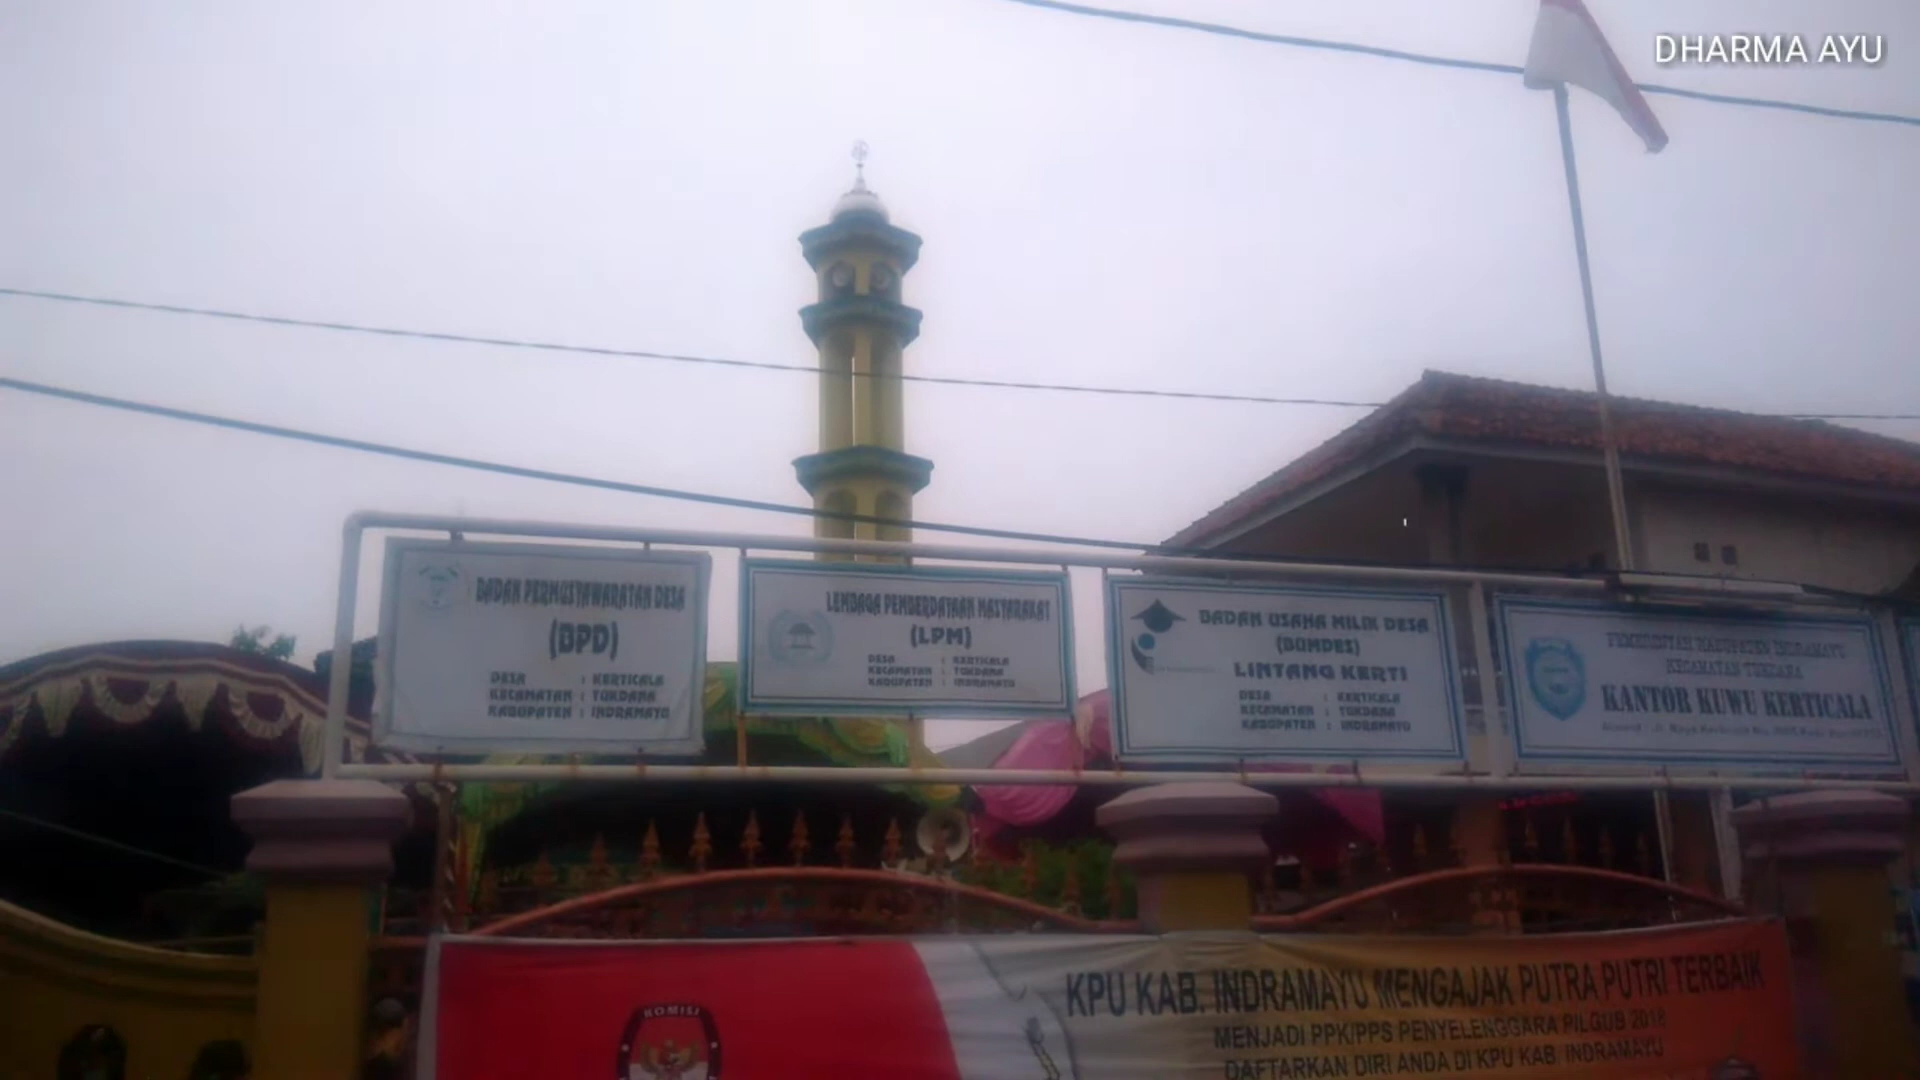 DHARMA AYU
BADAN PERMUSYAWARATAN DESA
(BPD)
DESA : KERTICALA
KECAMATAN : TUKDANA
KABUPATEN : INDRAMAYU
LEMBAGA PEMBERDAYAAN MASYARAKAT
(LPM)
DESA : KERTICALA
KECAMATAN : TUKDANA
KABUPATEN : INDRAMAYU
BADAN USAHA MILIK DESA
(BUMDES)
LINTANG KERTI
DESA : KERTICALA
KECAMATAN : TUKDANA
KABUPATEN : INDRAMAYU
PEMERINTAH KABUPATEN INDRAMAYU
KECAMATAN TUKDANA
KANTOR KUWU KERTICALA
KOMISI
KPU KAB. INDRAMAYU MENGAJAK PUTRA PUTRI TERBAIK
MENJADI PPK/PPS PENYELENGGARA PILGUB 2018
DAFTARKAN DIRI ANDA DI KPU KAB. INDRAMAYU